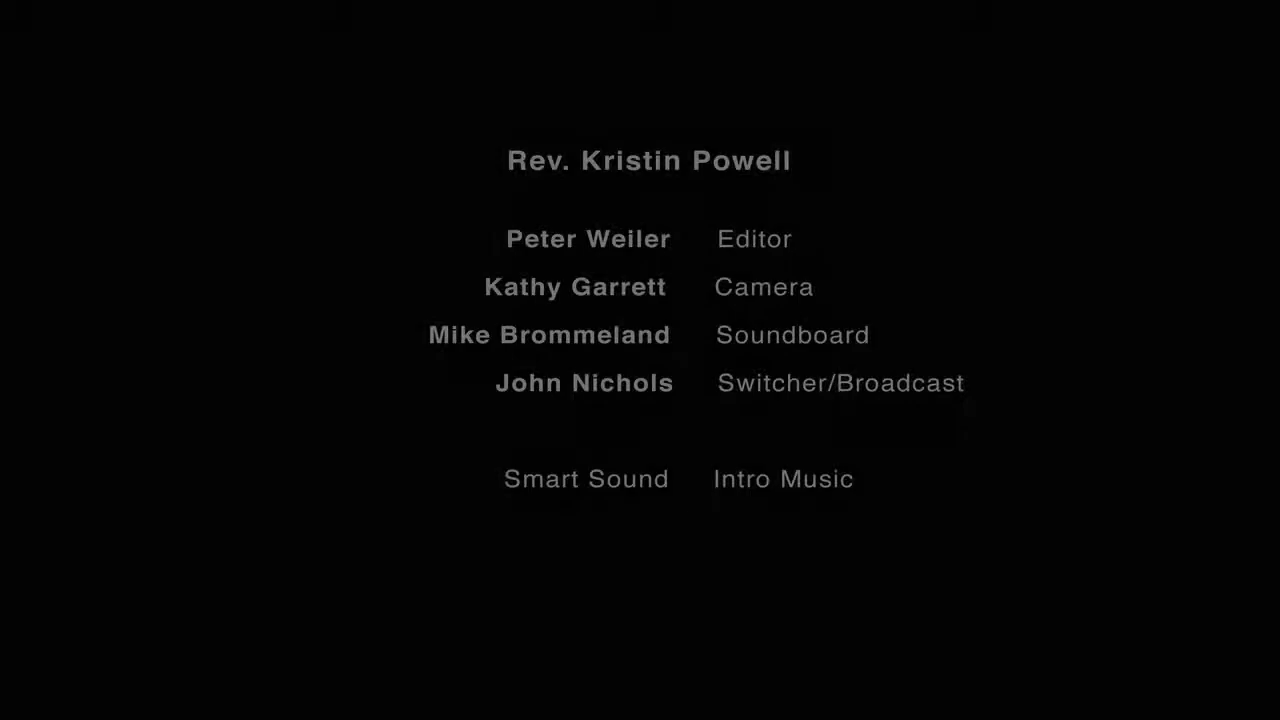 Rev. Kristin Powell
Peter Weiler Editor
Kathy Garrett Camera
Mike Brommeland Soundboard
John Nichols Switcher/Broadcast
Smart Sound Intro Music